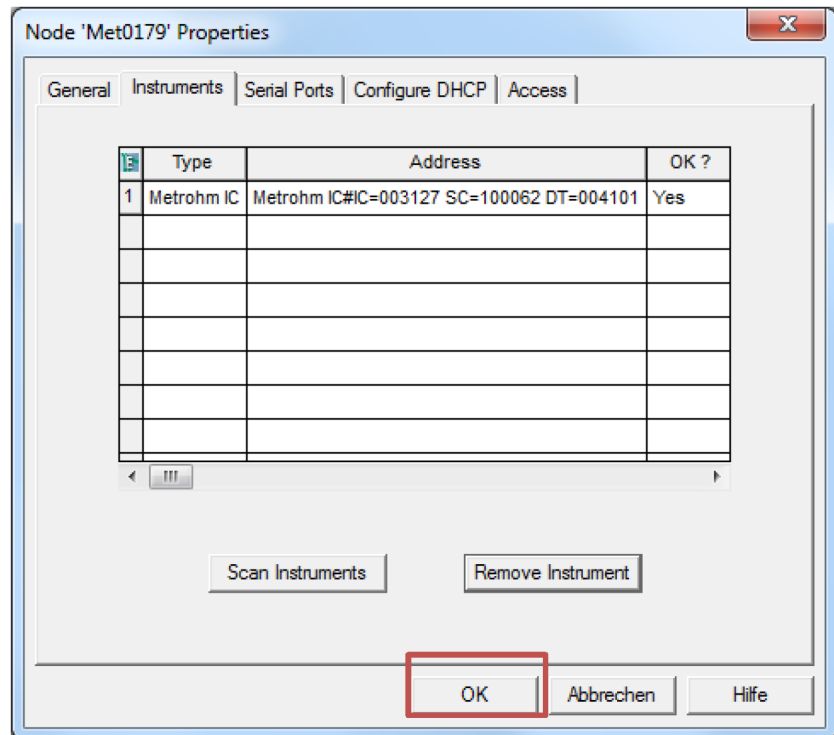 Node 'Met0179' Properties
General Instruments Serial Ports Configure DHCP Access
Type Address OK ?
1 Metrohm IC Metrohm IC#IC=003127 SC=100062 DT=004101 Yes
Scan Instruments Remove Instrument
OK Abbrechen Hilfe